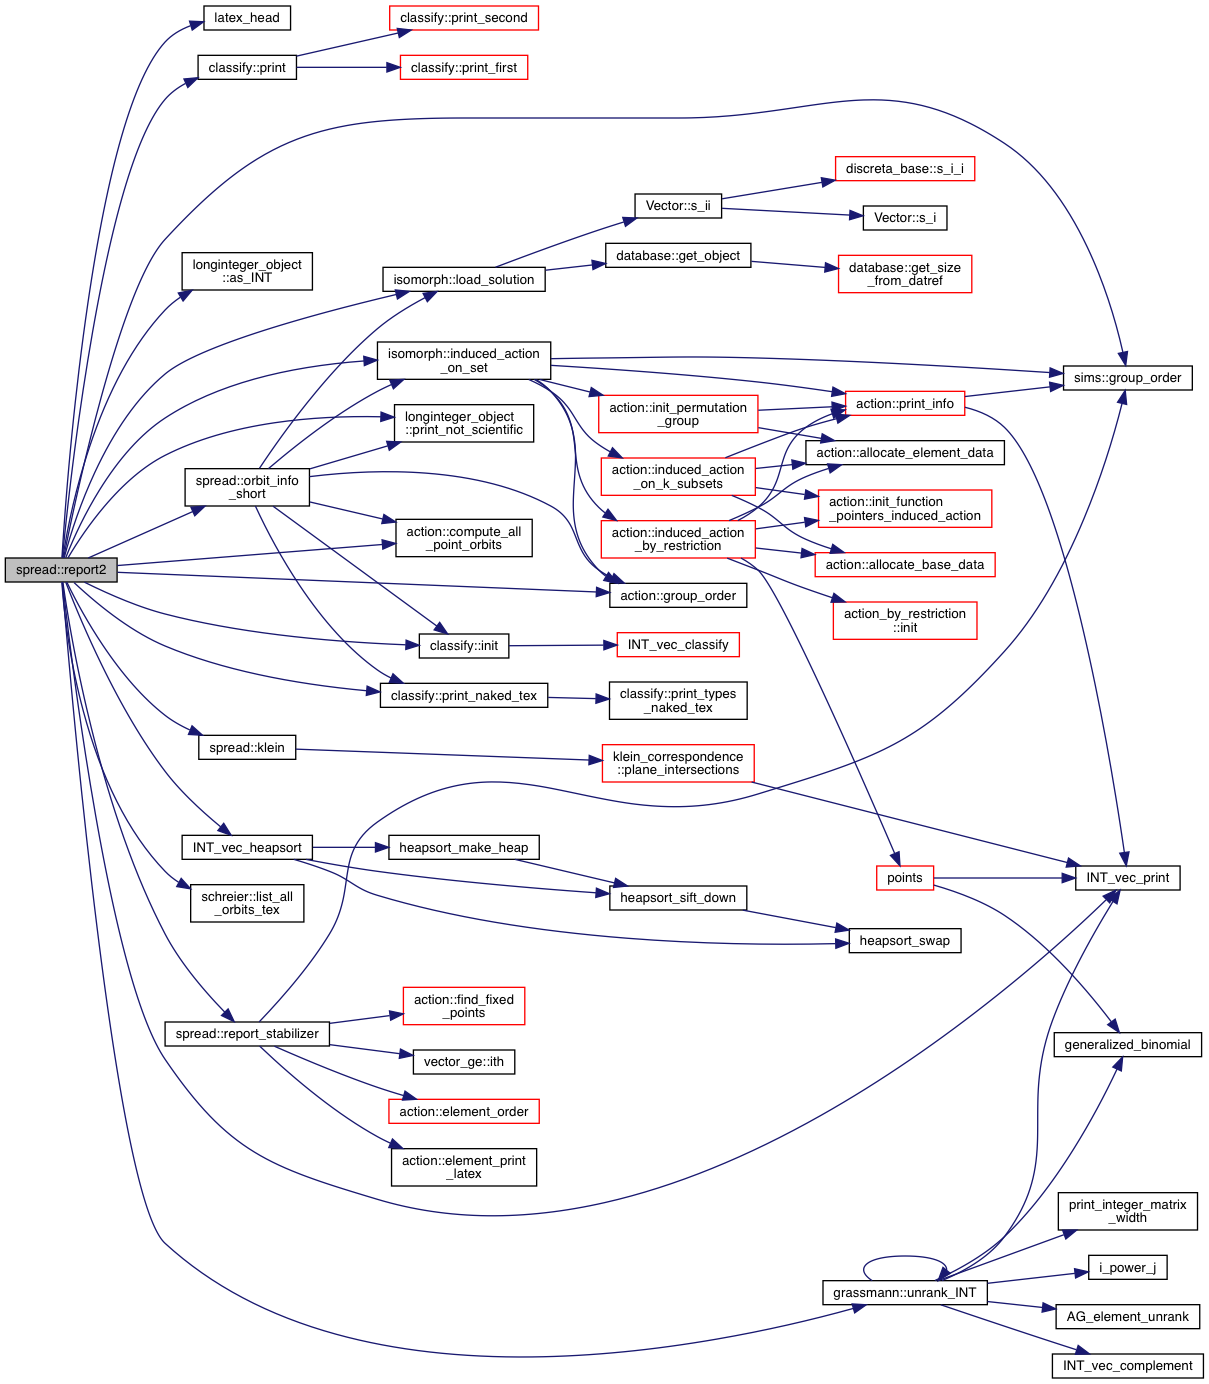 latex_head
classify::print_second
classify::print
classify::print_first
discreta_base::s_i_i
Vector::s_ii
Vector::s_i
longinteger_object
::as_INT
database::get_object
isomorph::load_solution
database::get_size
_from_datref
isomorph::induced_action
_on_set
sims::group_order
action::init_permutation
_group
action::print_info
longinteger_object
::print_not_scientific
action::allocate_element_data
spread::orbit_info
_short
action::induced_action
_on_k_subsets
action::init_function
_pointers_induced_action
action::compute_all
_point_orbits
action::induced_action
_by_restriction
action::allocate_base_data
spread::report2
action::group_order
action_by_restriction
::init
classify::init
INT_vec_classify
classify::print_naked_tex
classify::print_types
_naked_tex
spread::klein
klein_correspondence
::plane_intersections
INT_vec_heapsort
heapsort_make_heap
points
INT_vec_print
schreier::list_all
_orbits_tex
heapsort_sift_down
heapsort_swap
action::find_fixed
_points
spread::report_stabilizer
generalized_binomial
vector_ge::ith
action::element_order
action::element_print
_latex
print_integer_matrix
_width
i_power_j
grassmann::unrank_INT
AG_element_unrank
INT_vec_complement